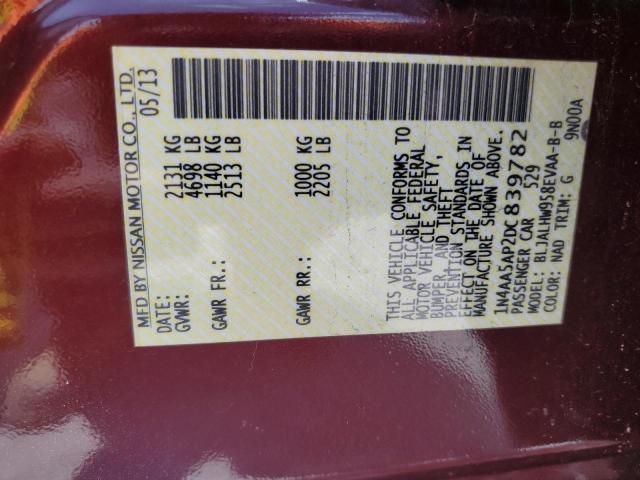 MFD BY NISSAN MOTOR CO., LTD.
DATE: 05/13
GVWR: 2131 KG
4698 LB
GAWR FR.: 1140 KG
2513 LB
GAWR RR.: 1000 KG
2205 LB
THIS VEHICLE CONFORMS TO
ALL APPLICABLE FEDERAL
MOTOR VEHICLE SAFETY,
BUMPER, AND THEFT
PREVENTION STANDARDS IN
EFFECT ON THE DATE OF
MANUFACTURE SHOWN ABOVE.
1N4AA5AP2DC839782
PASSENGER CAR 529
MODEL: BLJALHW958EVAA-B-B
COLOR: NAD TRIM: G 9N00A